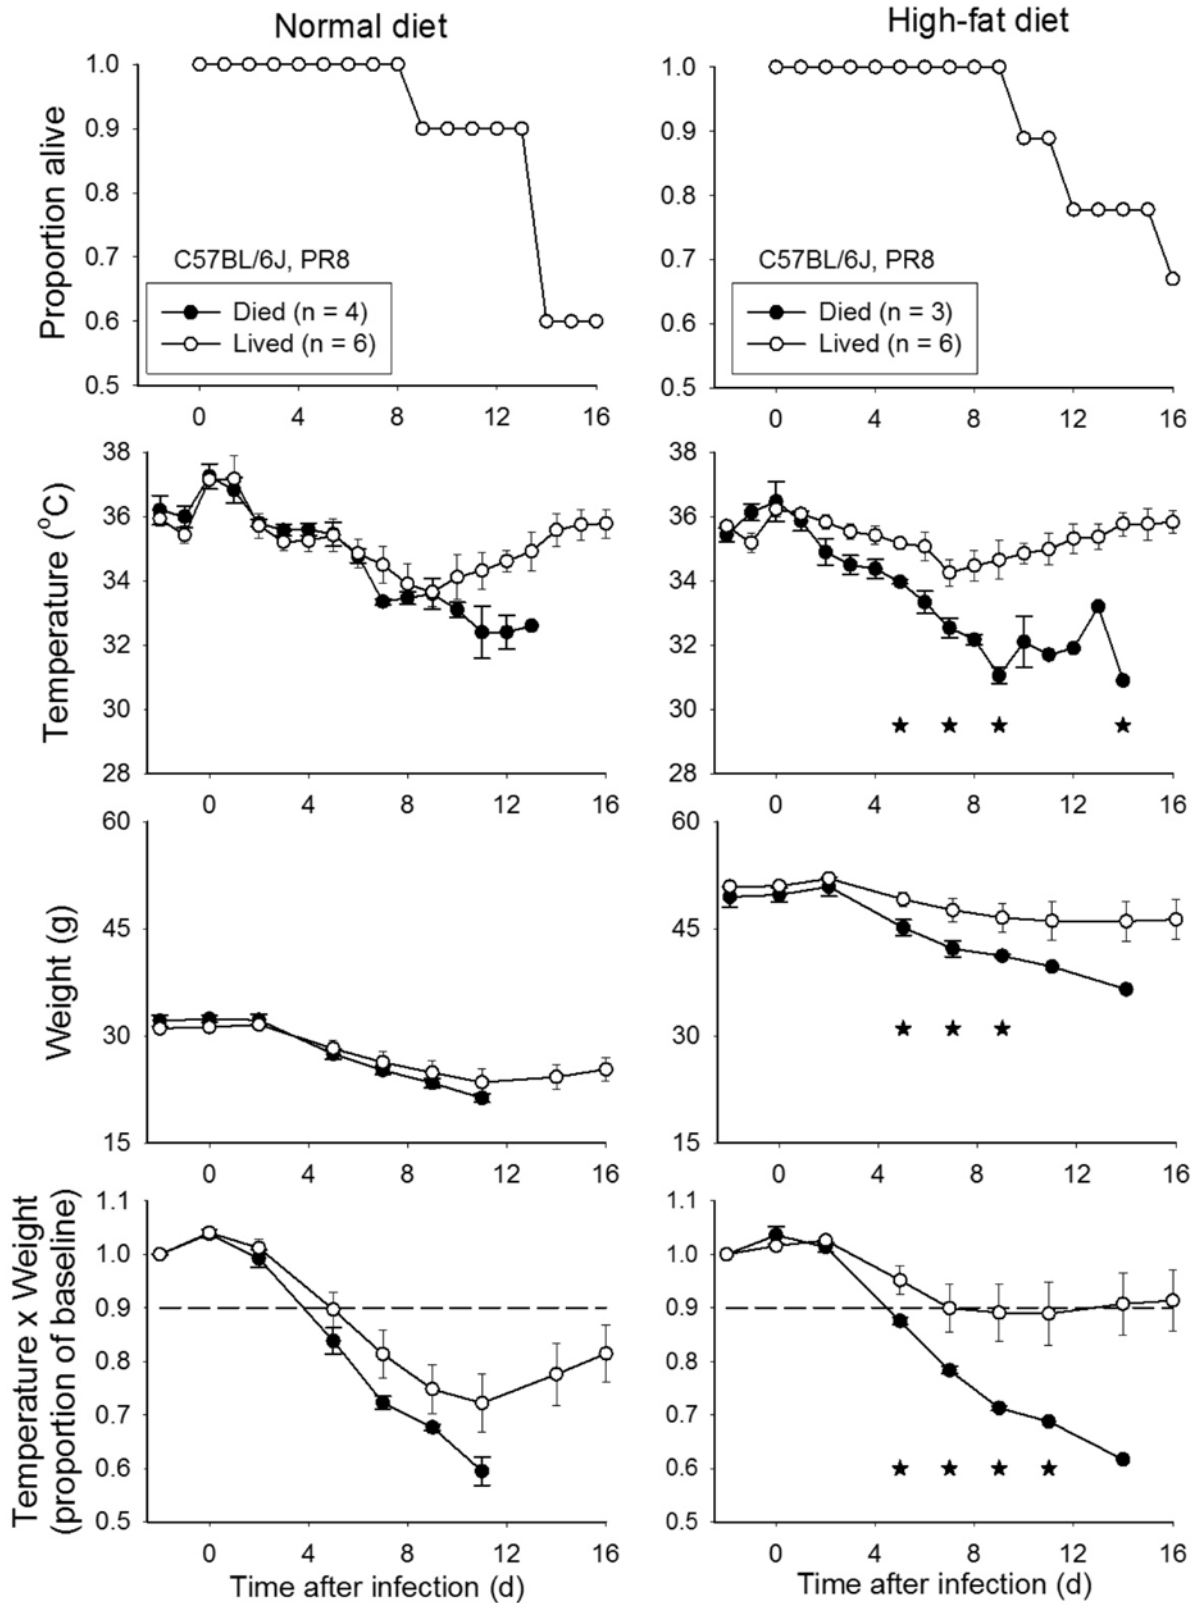 Normal diet
High-fat diet
Proportion alive
1.0
0.9
0.8
0.7
0.6
0.5
C57BL/6J, PR8
Died (n = 4)
Lived (n = 6)
0 4 8 12 16
1.0
0.9
0.8
0.7
0.6
0.5
C57BL/6J, PR8
Died (n = 3)
Lived (n = 6)
0 4 8 12 16
Temperature (°C)
38
36
34
32
30
28
0 4 8 12 16
38
36
34
32
30
28
★ ★ ★ ★
0 4 8 12 16
Weight (g)
60
45
30
15
0 4 8 12 16
60
45
30
15
★ ★ ★
0 4 8 12 16
Temperature x Weight
(proportion of baseline)
1.1
1.0
0.9
0.8
0.7
0.6
0.5
0 4 8 12 16
Time after infection (d)
1.1
1.0
0.9
0.8
0.7
0.6
0.5
★ ★ ★ ★
0 4 8 12 16
Time after infection (d)